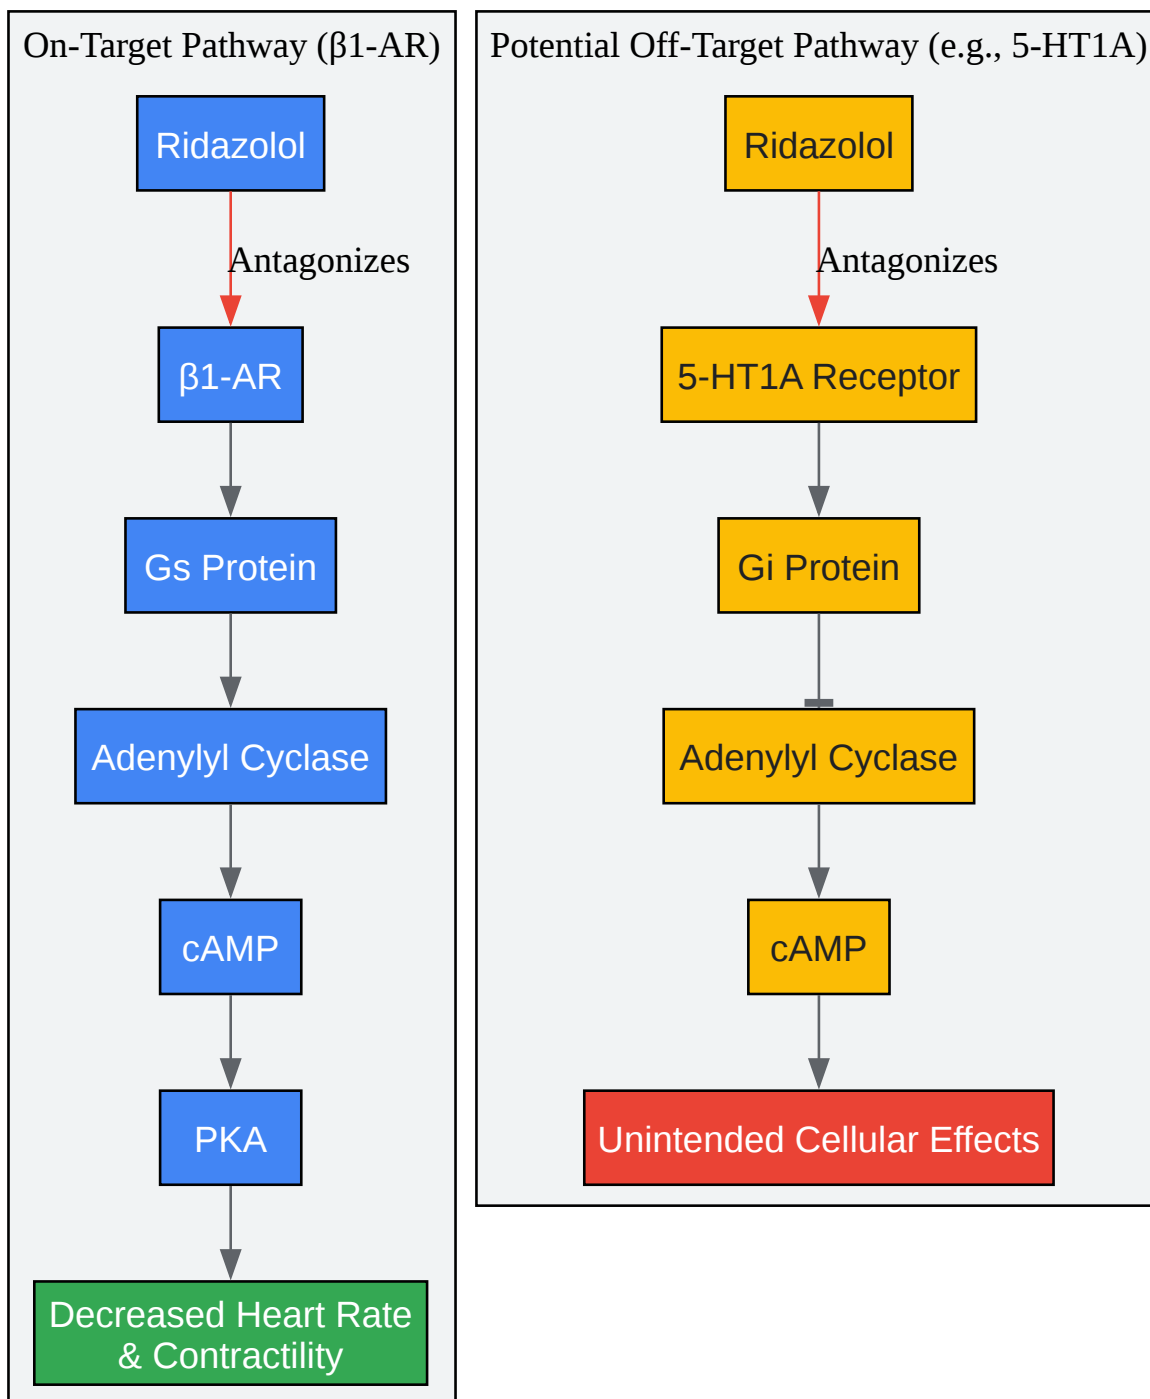 On-Target Pathway (β1-AR)
Ridazolol
Antagonizes
β1-AR
Gs Protein
Adenylyl Cyclase
cAMP
PKA
Decreased Heart Rate
& Contractility
Potential Off-Target Pathway (e.g., 5-HT1A)
Ridazolol
Antagonizes
5-HT1A Receptor
Gi Protein
Adenylyl Cyclase
cAMP
Unintended Cellular Effects